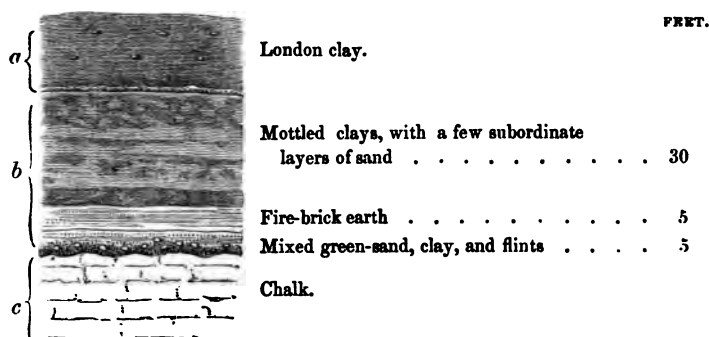 FEET.
a
London clay.
b
Mottled clays, with a few subordinate
layers of sand . . . . . . . . . . 30
Fire-brick earth . . . . . . . . . . 5
Mixed green-sand, clay, and flints . . . . 5
c
Chalk.